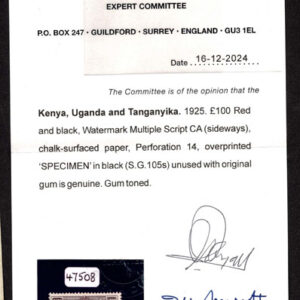 EXPERT COMMITTEE
P.O. BOX 247 · GUILDFORD · SURREY · ENGLAND · GU3 1EL
Date 16-12-2024
The Committee is of the opinion that the
Kenya, Uganda and Tanganyika. 1925. £100 Red
and black, Watermark Multiple Script CA (sideways),
chalk-surfaced paper, Perforation 14, overprinted
'SPECIMEN' in black (S.G.105s) unused with original
gum is genuine. Gum toned.
47508